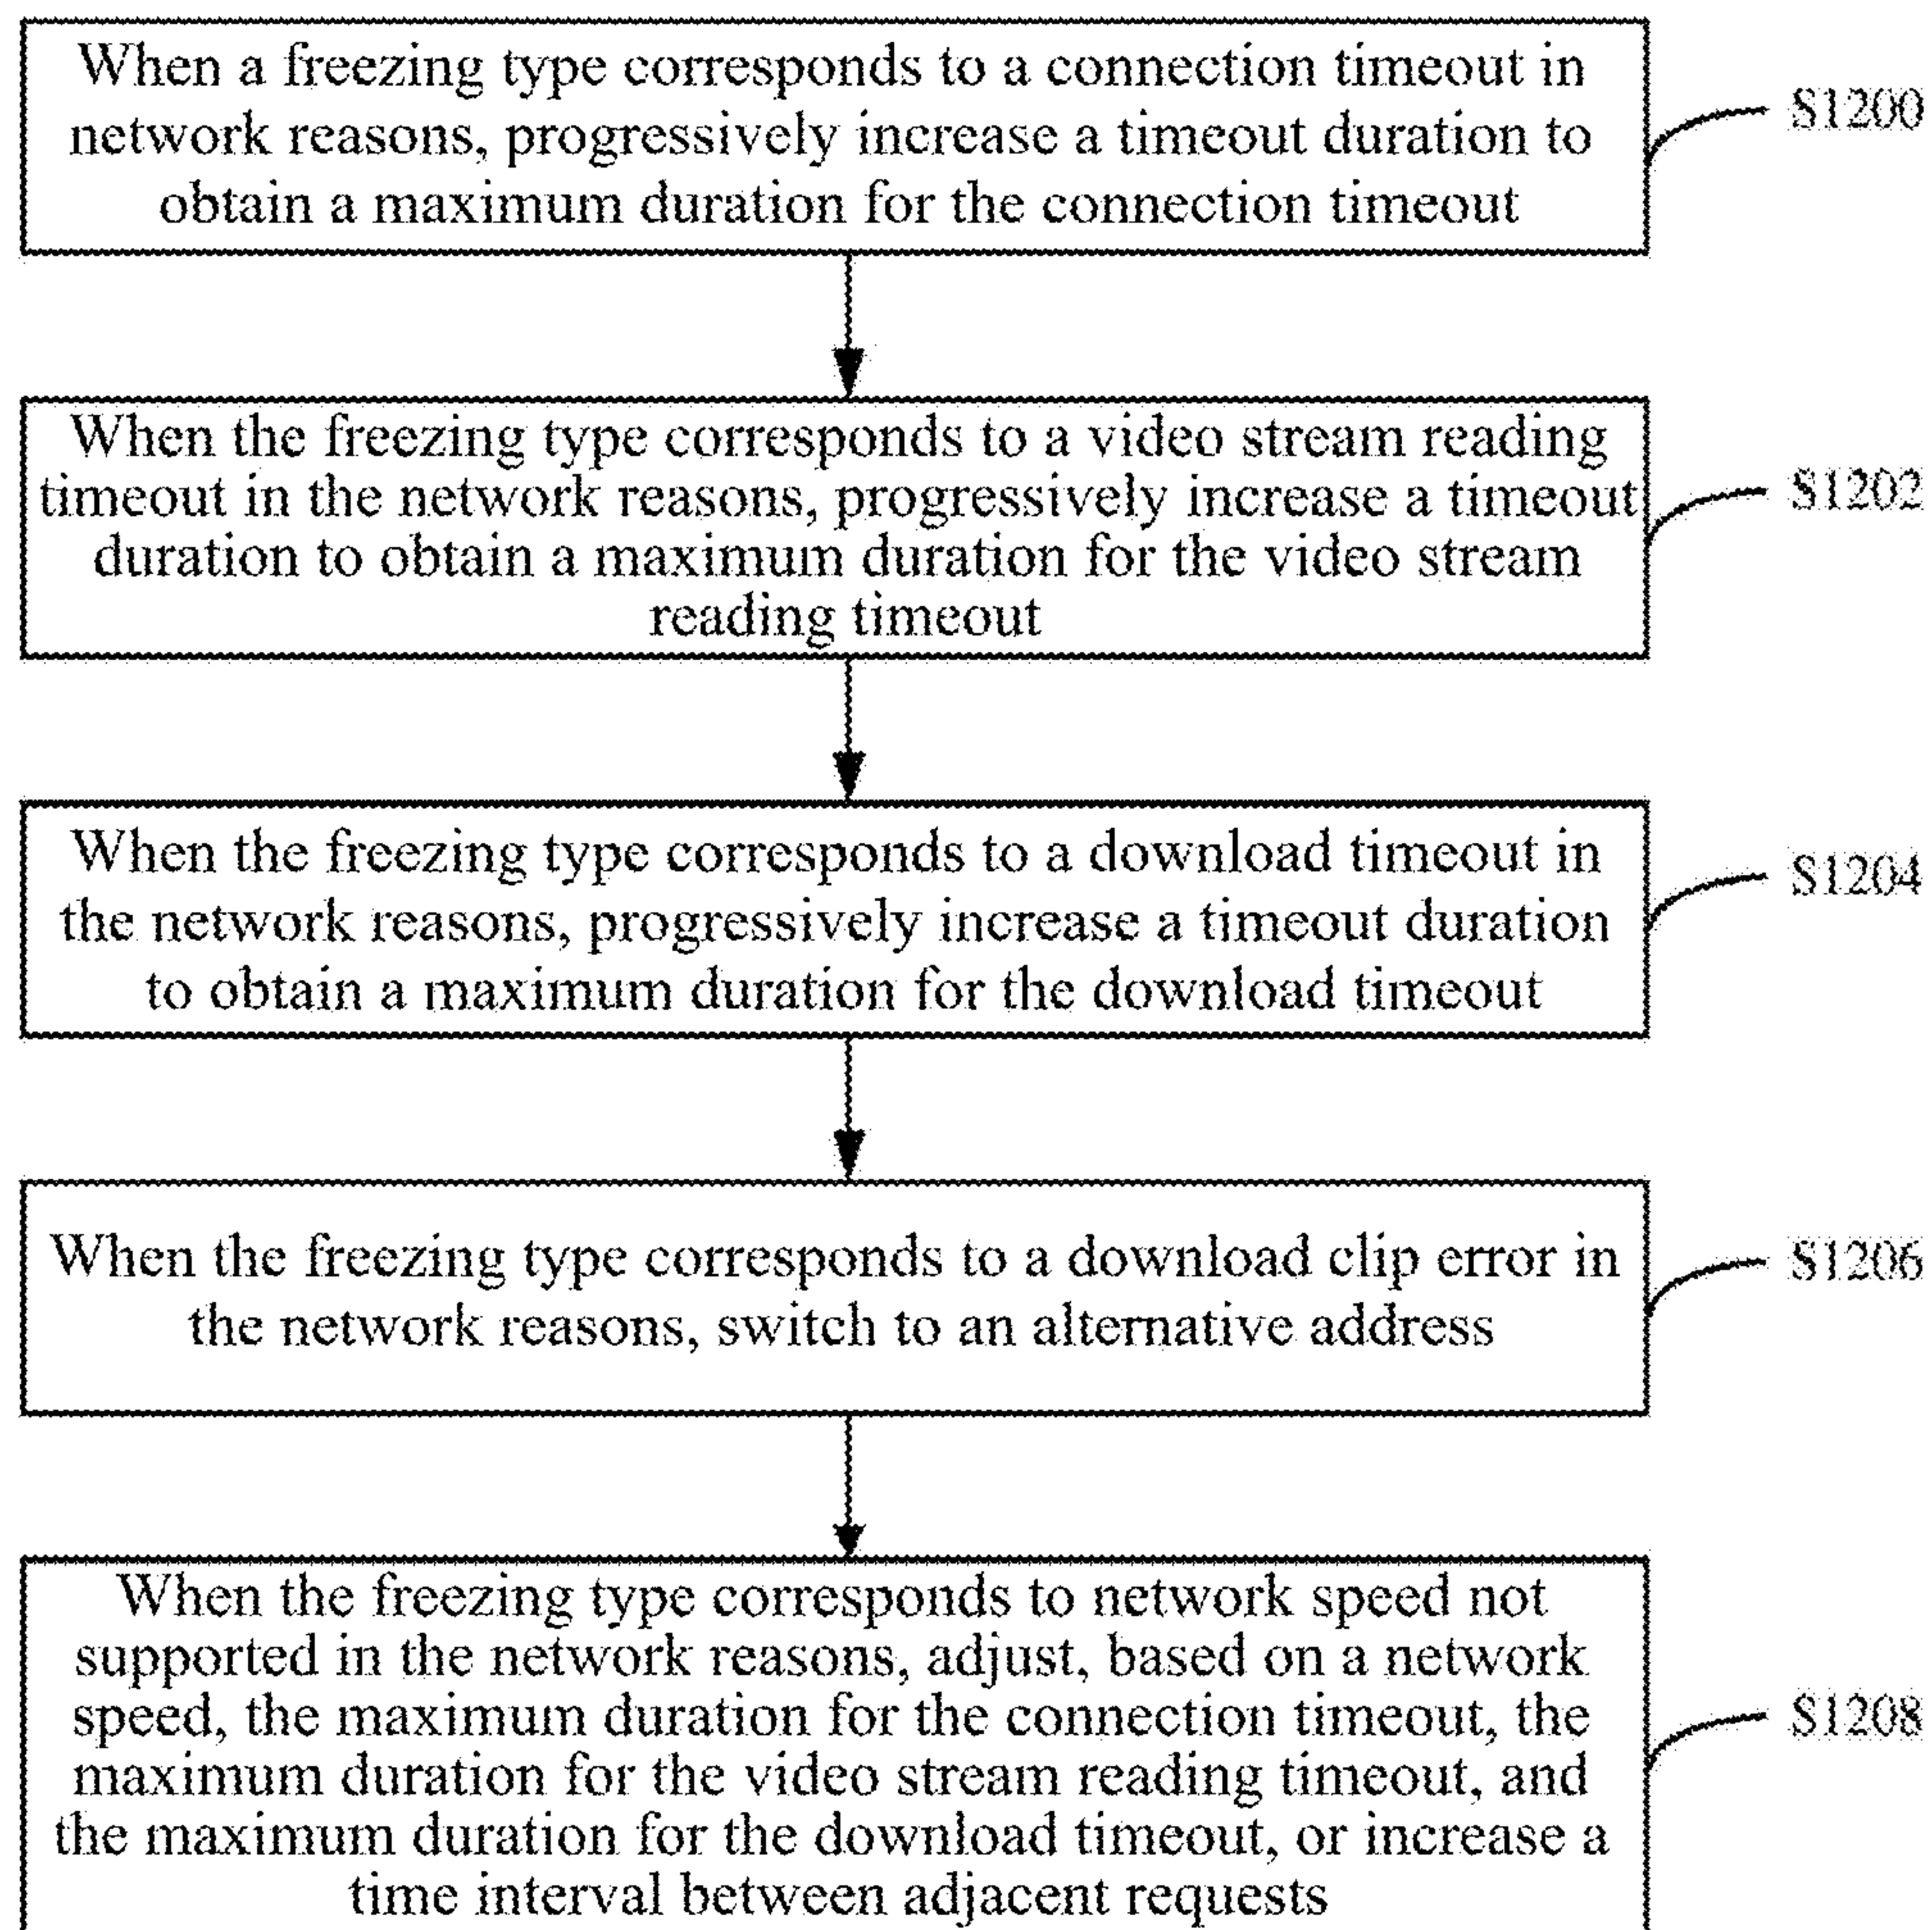 When a freezing type corresponds to a connection timeout in
network reasons, progressively increase a timeout duration to
obtain a maximum duration for the connection timeout
S1200
When the freezing type corresponds to a video stream reading
timeout in the network reasons, progressively increase a timeout
duration to obtain a maximum duration for the video stream
reading timeout
S1202
When the freezing type corresponds to a download timeout in
the network reasons, progressively increase a timeout duration
to obtain a maximum duration for the download timeout
S1204
When the freezing type corresponds to a download clip error in
the network reasons, switch to an alternative address
S1206
When the freezing type corresponds to network speed not
supported in the network reasons, adjust, based on a network
speed, the maximum duration for the connection timeout, the
maximum duration for the video stream reading timeout, and
the maximum duration for the download timeout, or increase a
time interval between adjacent requests
S1208